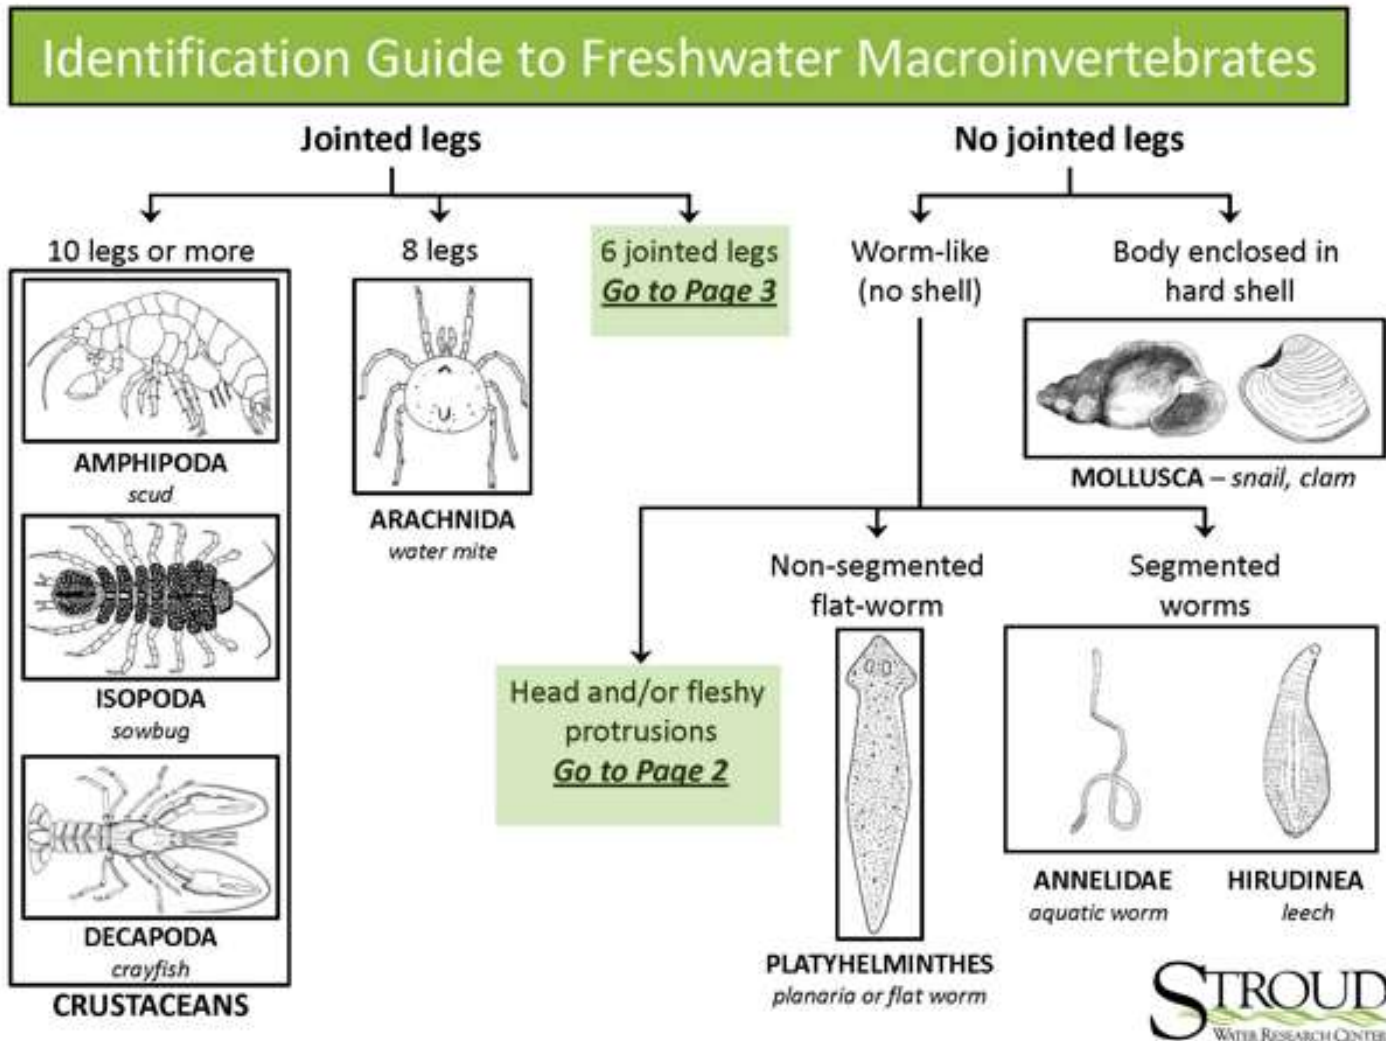 Identification Guide to Freshwater Macroinvertebrates
Jointed legs
No jointed legs
10 legs or more
8 legs
6 jointed legs
Go to Page 3
Worm-like
(no shell)
Body enclosed in
hard shell
AMPHIPODA
scud
ARACHNIDA
water mite
MOLLUSCA – snail, clam
ISOPODA
sowbug
DECAPODA
crayfish
CRUSTACEANS
Head and/or fleshy
protrusions
Go to Page 2
Non-segmented
flat-worm
PLATYHELMINTHES
planaria or flat worm
Segmented
worms
ANNELIDAE
aquatic worm
HIRUDINEA
leech
STROUD
WATER RESEARCH CENTER